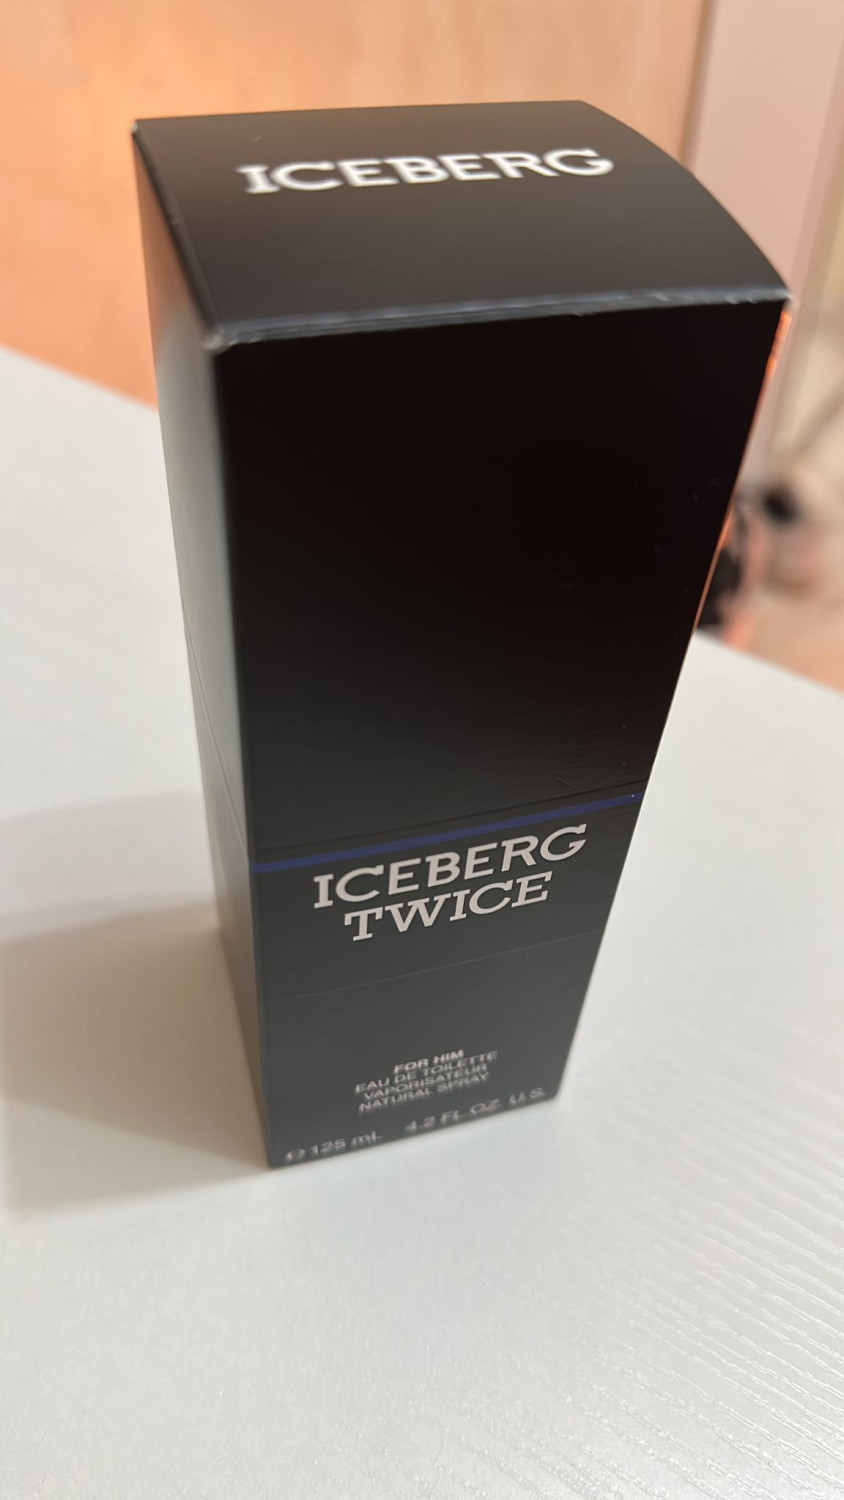 ICEBERG
ICEBERG
TWICE
FOR HIM
EAU DE TOILETTE
VAPORISATEUR
NATURAL SPRAY
℮ 125 mL 4.2 FL.OZ. U.S.